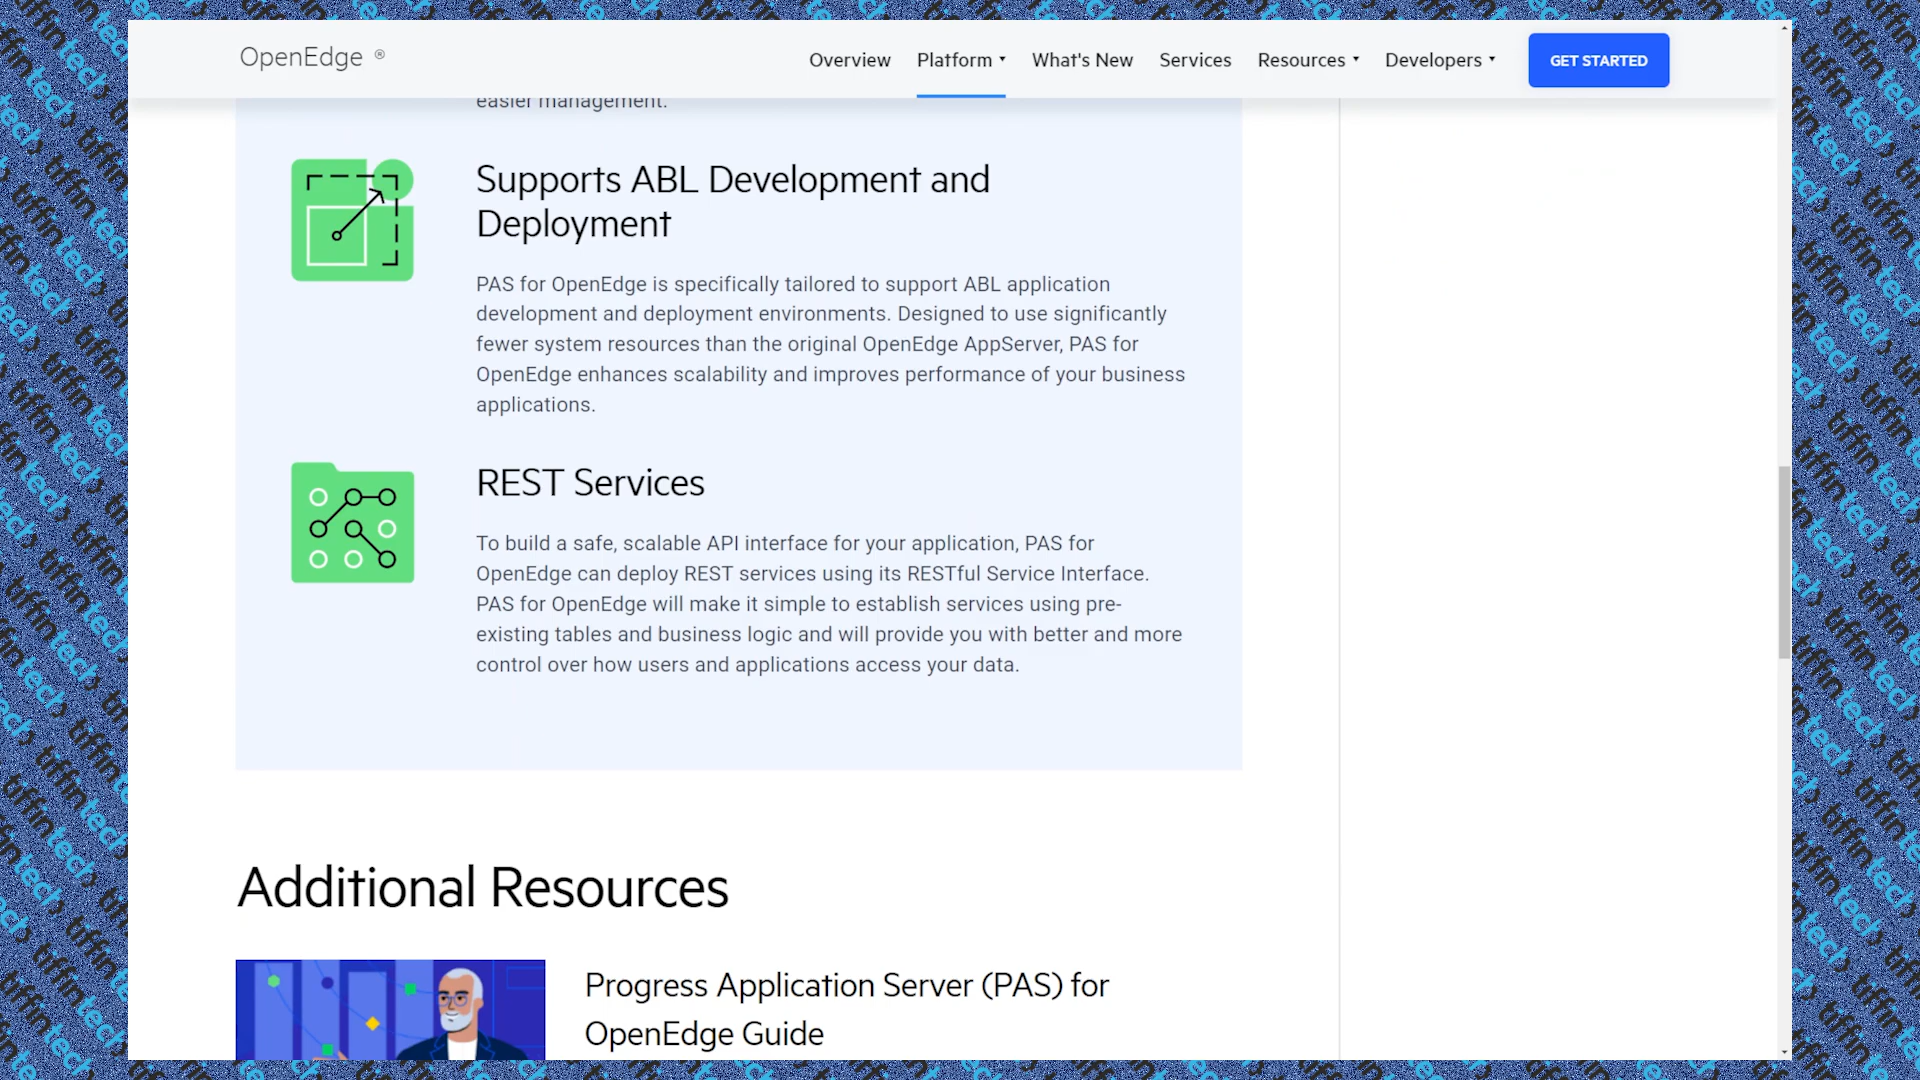 OpenEdge ®
Overview Platform What's New Services Resources Developers GET STARTED
easier management.
Supports ABL Development and
Deployment
PAS for OpenEdge is specifically tailored to support ABL application
development and deployment environments. Designed to use significantly
fewer system resources than the original OpenEdge AppServer, PAS for
OpenEdge enhances scalability and improves performance of your business
applications.
REST Services
To build a safe, scalable API interface for your application, PAS for
OpenEdge can deploy REST services using its RESTful Service Interface.
PAS for OpenEdge will make it simple to establish services using pre-
existing tables and business logic and will provide you with better and more
control over how users and applications access your data.
Additional Resources
Progress Application Server (PAS) for
OpenEdge Guide
tiffintech